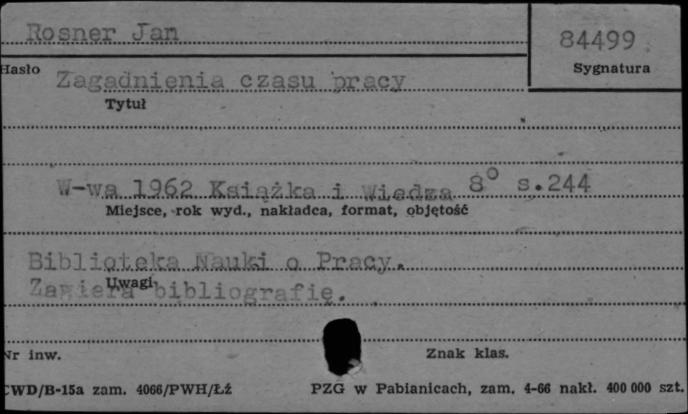 Rosner Jan
84499
Hasło
Sygnatura
Zagadnienia czasu pracy
Tytuł
W-wa 1962 Książka i Wiedza 8° s.244
Miejsce, rok wyd., nakładca, format, objętość
Biblioteka Nauki o Pracy.
Uwagi
Zawiera bibliografię.
Nr inw.
Znak klas.
CWD/B-15a zam. 4066/PWH/Łź
PZG w Pabianicach, zam. 4-66 nakł. 400 000 szt.